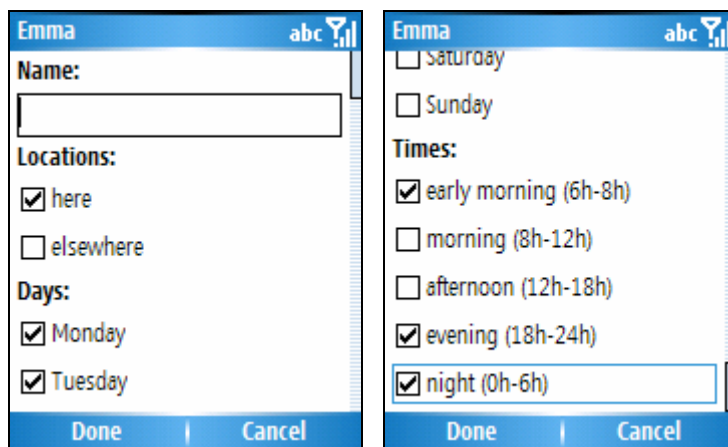 Emma abc
Name:
Locations:
here
elsewhere
Days:
Monday
Tuesday
Done Cancel
Emma abc
Saturday
Sunday
Times:
early morning (6h-8h)
morning (8h-12h)
afternoon (12h-18h)
evening (18h-24h)
night (0h-6h)
Done Cancel